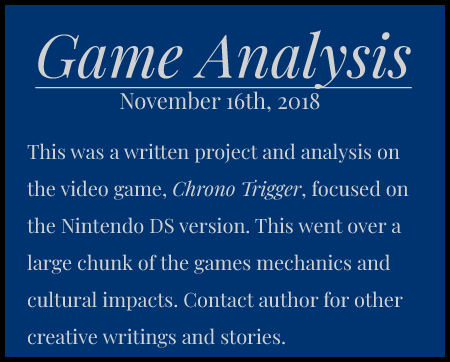 Game Analysis
November 16th, 2018
This was a written project and analysis on
the video game, Chrono Trigger, focused on
the Nintendo DS version. This went over a
large chunk of the games mechanics and
cultural impacts. Contact author for other
creative writings and stories.